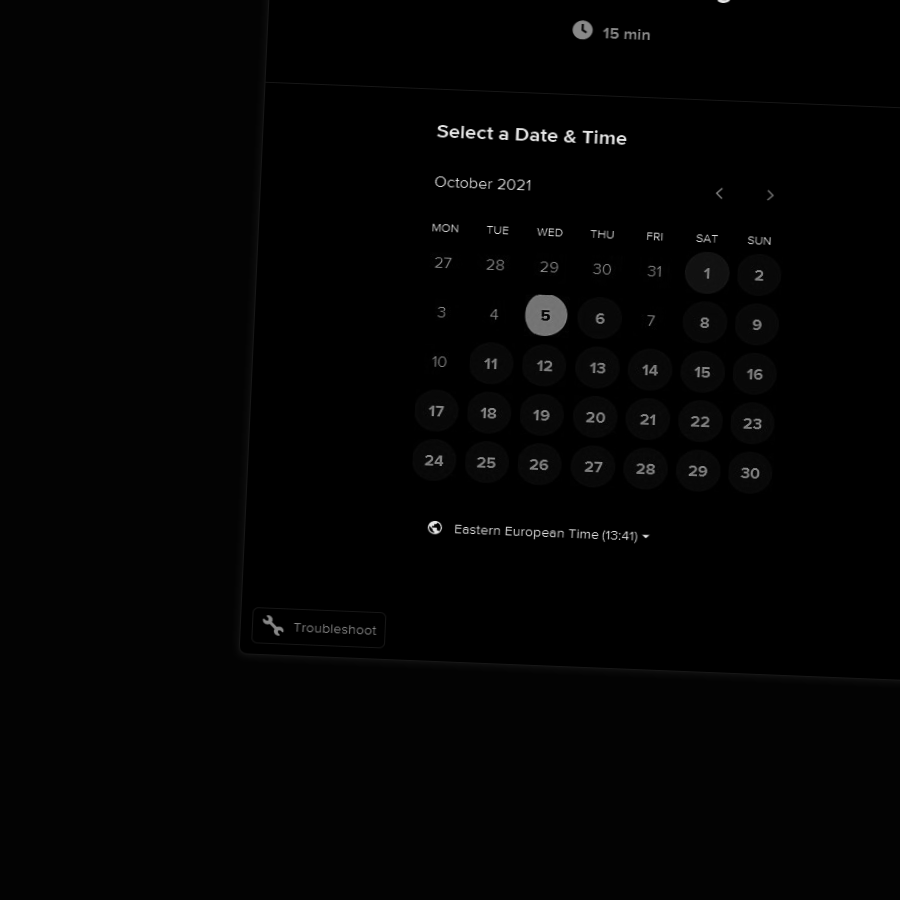 15 min
Select a Date & Time
October 2021
MON TUE WED THU FRI SAT SUN
27 28 29 30 31 1 2
3 4 5 6 7 8 9
10 11 12 13 14 15 16
17 18 19 20 21 22 23
24 25 26 27 28 29 30
Eastern European Time (13:41)
Troubleshoot